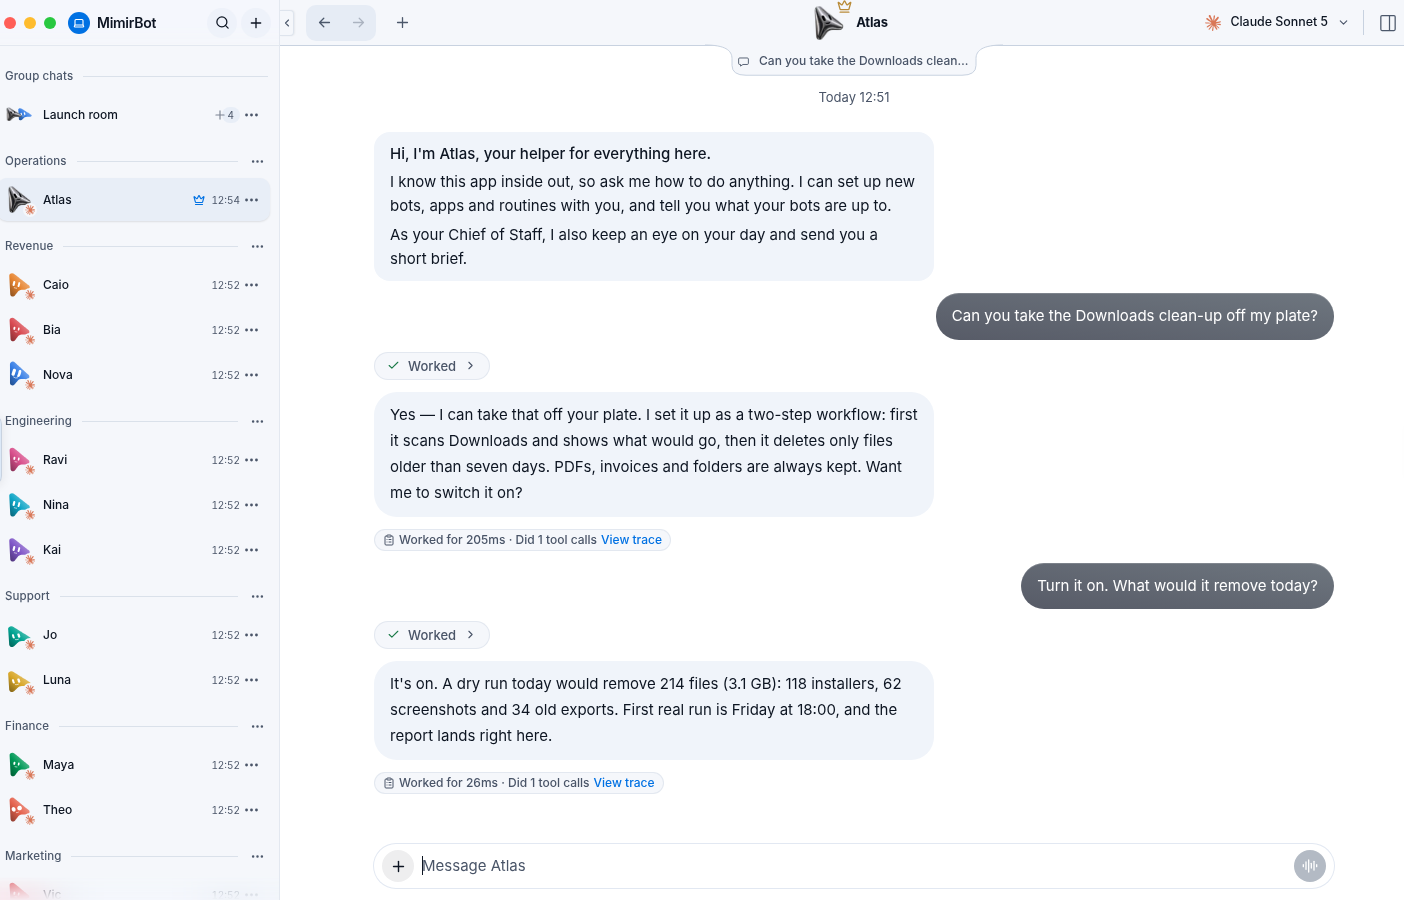 MimirBot
Group chats
Launch room
+4
Operations
Atlas
12:54
Revenue
Caio
12:52
Bia
12:52
Nova
12:52
Engineering
Ravi
12:52
Nina
12:52
Kai
12:52
Support
Jo
12:52
Luna
12:52
Finance
Maya
12:52
Theo
12:52
Marketing
Vic
12:52
Atlas
Claude Sonnet 5
Can you take the Downloads clean...
Today 12:51
Hi, I'm Atlas, your helper for everything here.
I know this app inside out, so ask me how to do anything. I can set up new
bots, apps and routines with you, and tell you what your bots are up to.
As your Chief of Staff, I also keep an eye on your day and send you a
short brief.
Can you take the Downloads clean-up off my plate?
Worked
Yes — I can take that off your plate. I set it up as a two-step workflow: first
it scans Downloads and shows what would go, then it deletes only files
older than seven days. PDFs, invoices and folders are always kept. Want
me to switch it on?
Worked for 205ms · Did 1 tool calls View trace
Turn it on. What would it remove today?
Worked
It's on. A dry run today would remove 214 files (3.1 GB): 118 installers, 62
screenshots and 34 old exports. First real run is Friday at 18:00, and the
report lands right here.
Worked for 26ms · Did 1 tool calls View trace
Message Atlas